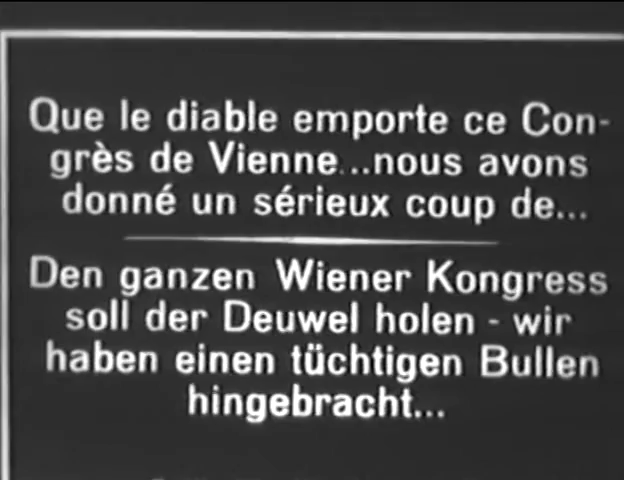 Que le diable emporte ce Con-
grès de Vienne...nous avons
donné un sérieux coup de...
Den ganzen Wiener Kongress
soll der Deuwel holen - wir
haben einen tüchtigen Bullen
hingebracht...